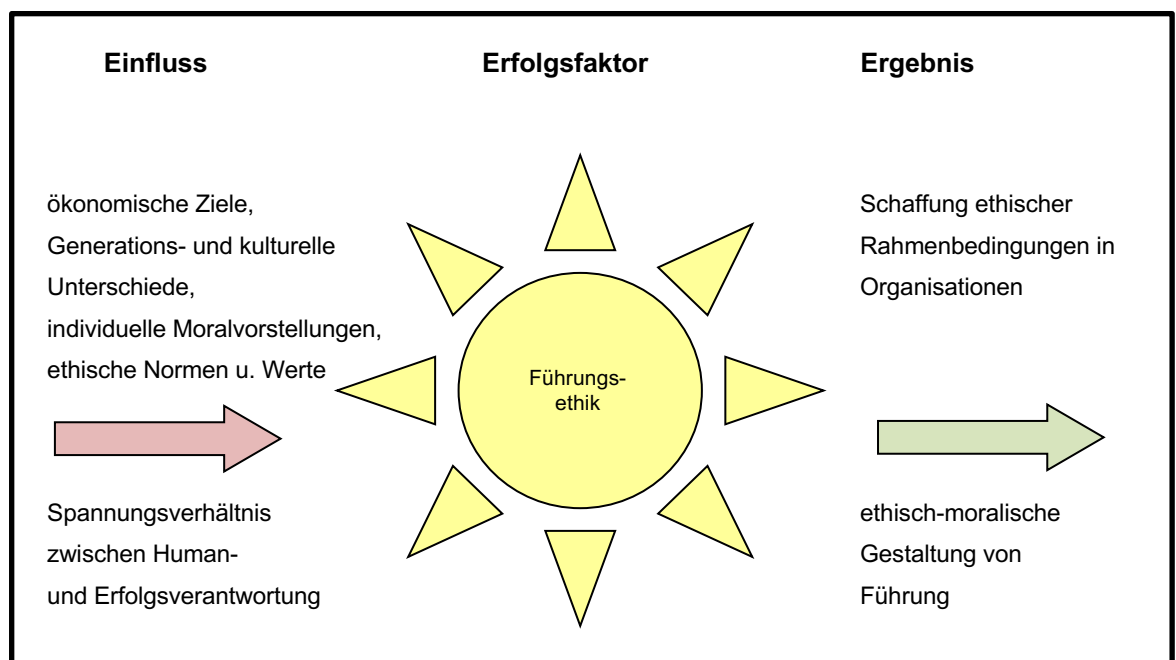 Einfluss
Erfolgsfaktor
Ergebnis
ökonomische Ziele,
Generations- und kulturelle
Unterschiede,
individuelle Moralvorstellungen,
ethische Normen u. Werte
Spannungsverhältnis
zwischen Human-
und Erfolgsverantwortung
Führungs-
ethik
Schaffung ethischer
Rahmenbedingungen in
Organisationen
ethisch-moralische
Gestaltung von
Führung